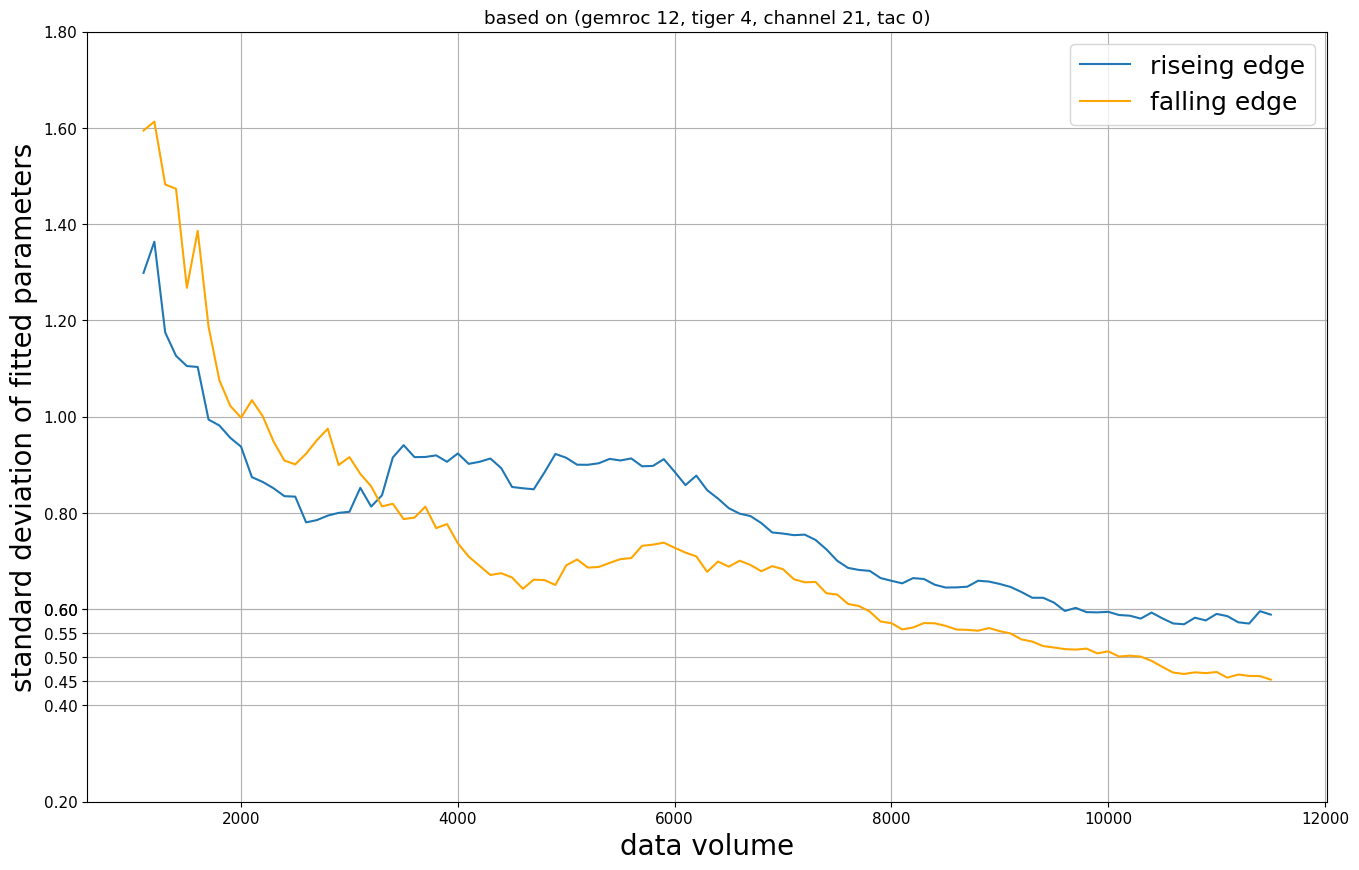 based on (gemroc 12, tiger 4, channel 21, tac 0)
riseing edge
falling edge
standard deviation of fitted parameters
1.80
1.60
1.40
1.20
1.00
0.80
0.60
0.55
0.50
0.45
0.40
0.20
2000 4000 6000 8000 10000 12000
data volume